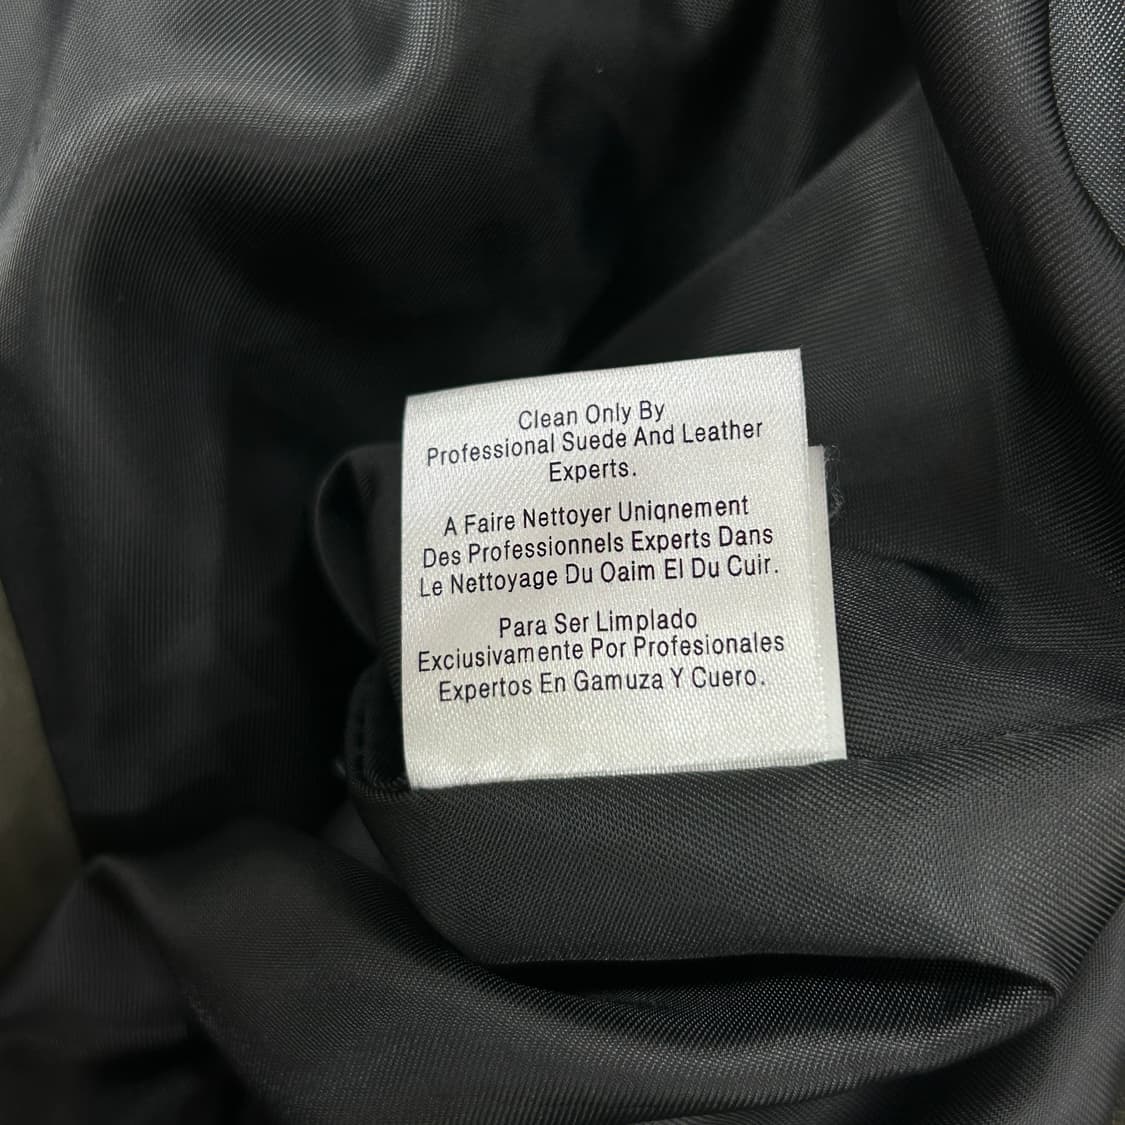 Clean Only By
Professional Suede And Leather
Experts.
A Faire Nettoyer Uniqnement
Des Professionnels Experts Dans
Le Nettoyage Du Oaim El Du Cuir.
Para Ser Limplado
Exciusivamente Por Profesionales
Expertos En Gamuza Y Cuero.